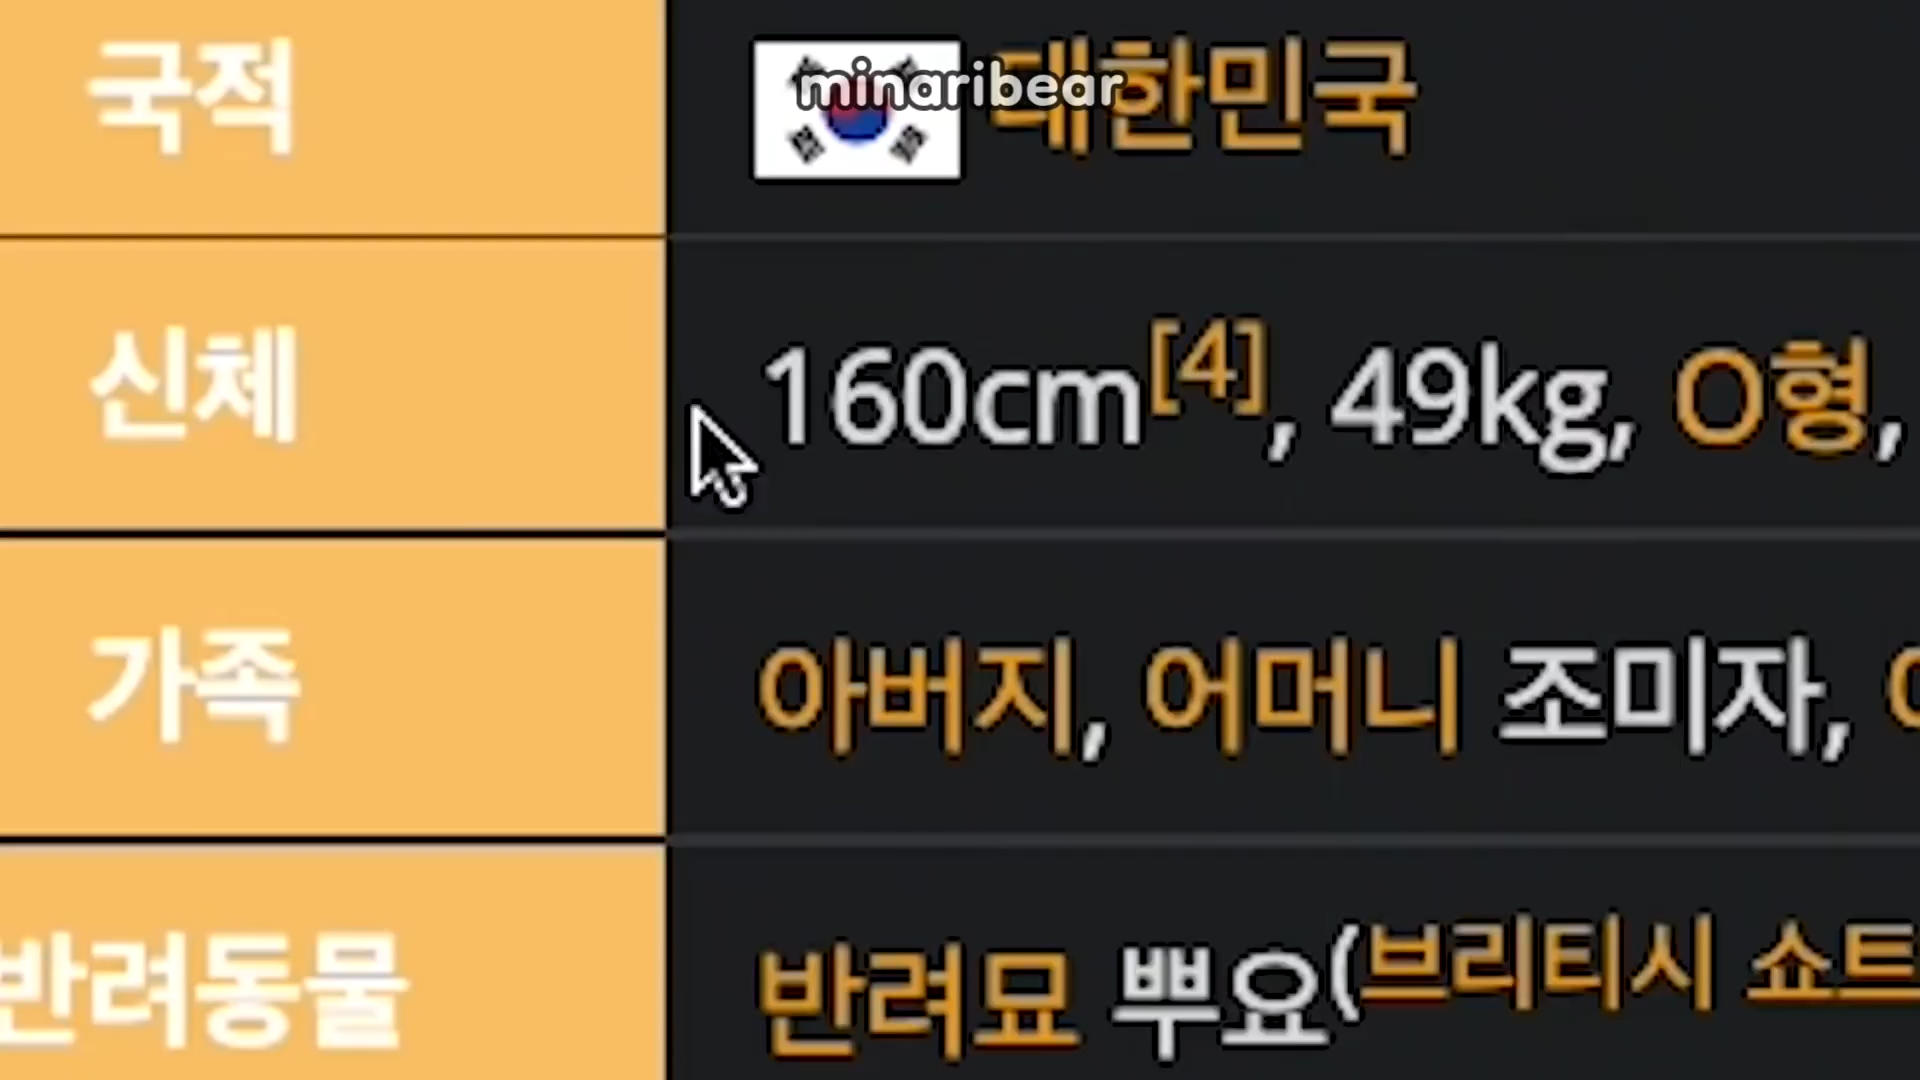 minaribear
국적 대한민국
신체 160cm[4], 49kg, O형,
가족 아버지, 어머니 조미자,
반려동물 반려묘 뿌요(브리티시 쇼트